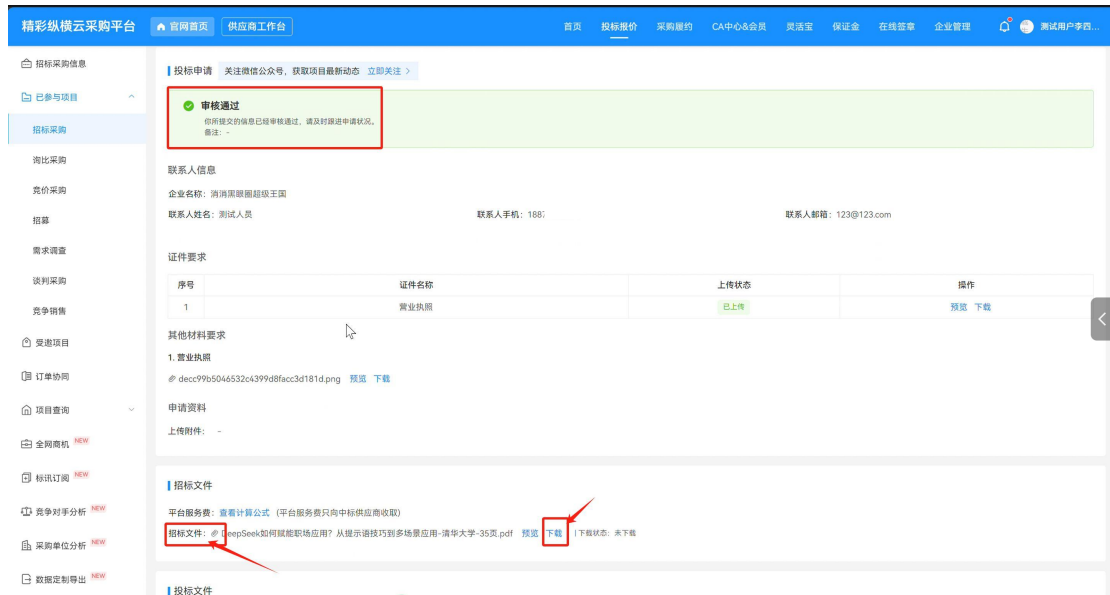 精彩纵横云采购平台 官网首页 供应商工作台 首页 投标报价 采购履约 CA中心&会员 灵活宝 保证金 在线签章 企业管理 测试用户李四...
招标采购信息
已参与项目
招标采购
询比采购
竞价采购
招募
需求调查
谈判采购
竞争销售
受邀项目
订单协同
项目查询
全网商机 NEW
标讯订阅 NEW
竞争对手分析 NEW
采购单位分析 NEW
数据定制导出 NEW
投标申请 关注微信公众号，获取项目最新动态 立即关注 >
审核通过
你所提交的信息已经审核通过，请及时跟进申请状况。
备注： -
联系人信息
企业名称：消消黑眼圈超级王国
联系人姓名：测试人员 联系人手机：188 联系人邮箱：123@123.com
证件要求
序号 证件名称 上传状态 操作
1 营业执照 已上传 预览 下载
其他材料要求
1. 营业执照
decc99b5046532c4399d8facc3d181d.png 预览 下载
申请资料
上传附件： -
招标文件
平台服务费：查看计算公式（平台服务费只向中标供应商收取）
招标文件： DeepSeek如何赋能职场应用？从提示语技巧到多场景应用-清华大学-35页.pdf 预览 下载 | 下载状态：未下载
投标文件